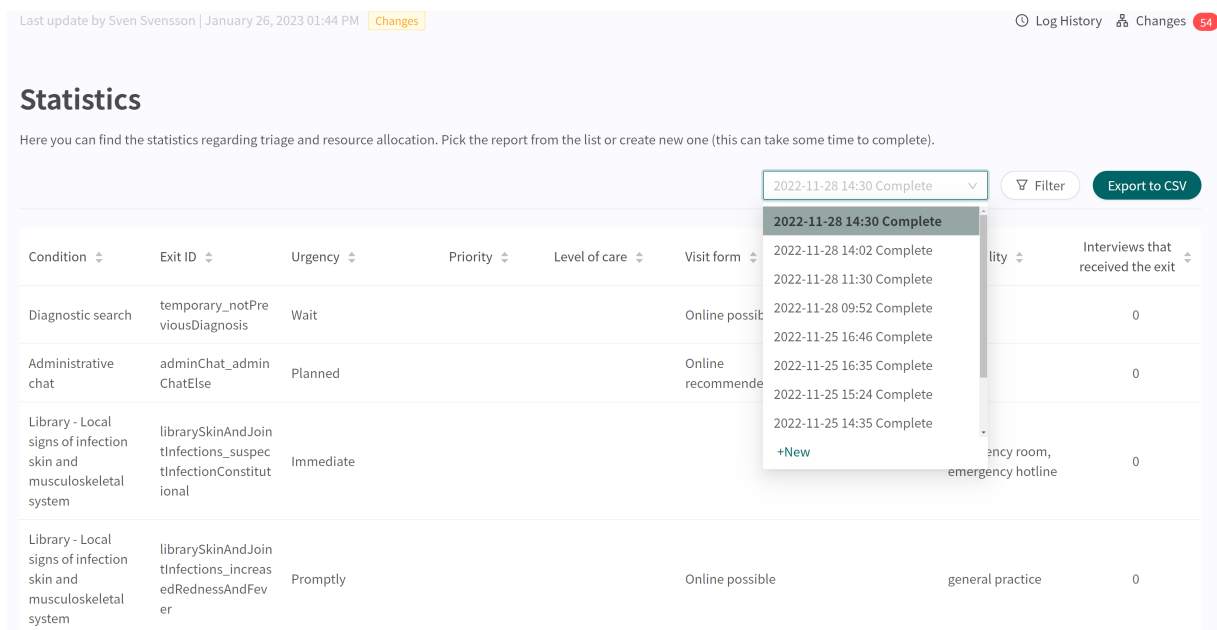 Last update by Sven Svensson | January 26, 2023 01:44 PM Changes
Log History Changes 54
Statistics
Here you can find the statistics regarding triage and resource allocation. Pick the report from the list or create new one (this can take some time to complete).
2022-11-28 14:30 Complete
Filter
Export to CSV
2022-11-28 14:30 Complete
2022-11-28 14:02 Complete
2022-11-28 11:30 Complete
2022-11-28 09:52 Complete
2022-11-25 16:46 Complete
2022-11-25 16:35 Complete
2022-11-25 15:24 Complete
2022-11-25 14:35 Complete
+New
Condition
Exit ID
Urgency
Priority
Level of care
Visit form
Interviews that
received the exit
Diagnostic search
temporary_notPre
viousDiagnosis
Wait
Online
0
Administrative
chat
adminChat_admin
ChatElse
Planned
Online
0
Library - Local
signs of infection
skin and
musculoskeletal
system
librarySkinAndJoin
tInfections_suspec
tInfectionConstitut
ional
Immediate
room,
emergency hotline
0
Library - Local
signs of infection
skin and
musculoskeletal
system
librarySkinAndJoin
tInfections_increas
edRednessAndFev
er
Promptly
Online possible
general practice
0